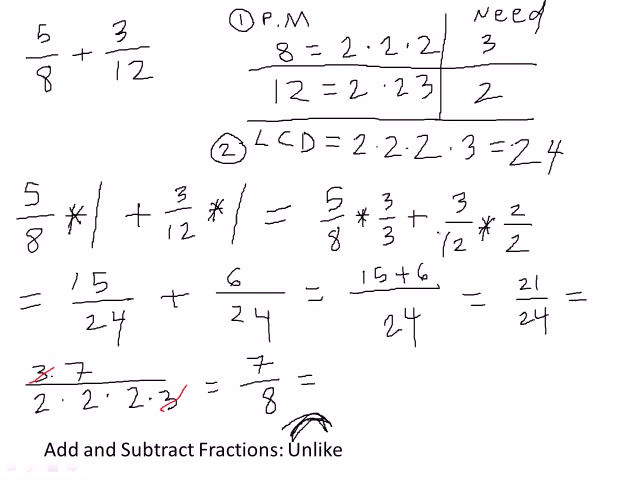 5/8 + 3/12
① P.M Need
8 = 2 · 2 · 2 3
12 = 2 · 2 3 2
② LCD = 2 · 2 · 2 · 3 = 24
5/8 * 1 + 3/12 * 1 = 5/8 * 3/3 + 3/12 * 2/2
= 15/24 + 6/24 = 15+6/24 = 21/24 =
3 · 7/2 · 2 · 2 · 3 = 7/8 =
Add and Subtract Fractions: Unlike